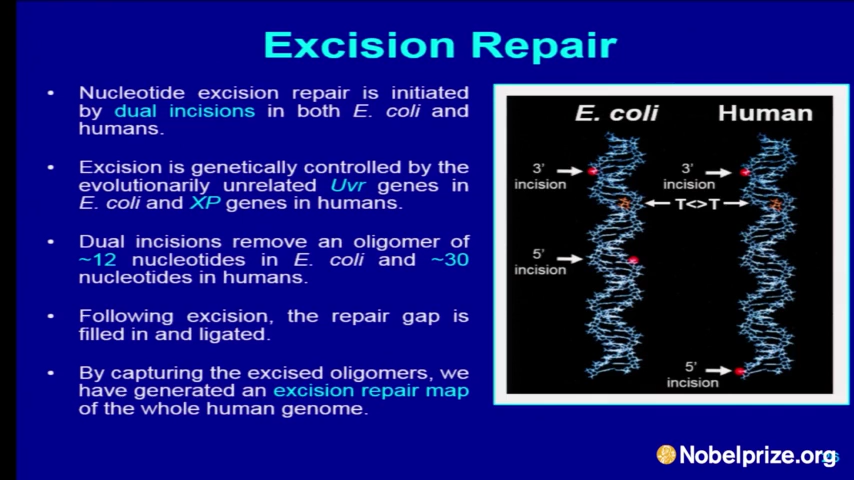 Excision Repair
• Nucleotide excision repair is initiated
by dual incisions in both E. coli and
humans.
• Excision is genetically controlled by the
evolutionarily unrelated Uvr genes in
E. coli and XP genes in humans.
• Dual incisions remove an oligomer of
~12 nucleotides in E. coli and ~30
nucleotides in humans.
• Following excision, the repair gap is
filled in and ligated.
• By capturing the excised oligomers, we
have generated an excision repair map
of the whole human genome.
E. coli Human
3' incision
3' incision
T<>T
5' incision
5' incision
Nobelprize.org